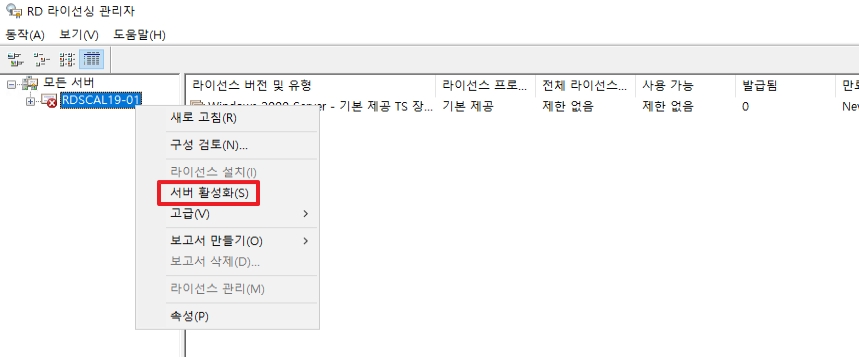 RD 라이선싱 관리자
동작(A) 보기(V) 도움말(H)
모든 서버
RDSCAL19-01
라이선스 버전 및 유형 라이선스 프로... 전체 라이선스... 사용 가능 발급됨 만료
Windows 2000 Server - 기본 제공 TS 장... 기본 제공 제한 없음 제한 없음 0 Nev
새로 고침(R)
구성 검토(N)...
라이선스 설치(I)
서버 활성화(S)
고급(V)
보고서 만들기(O)
보고서 삭제(D)...
라이선스 관리(M)
속성(P)